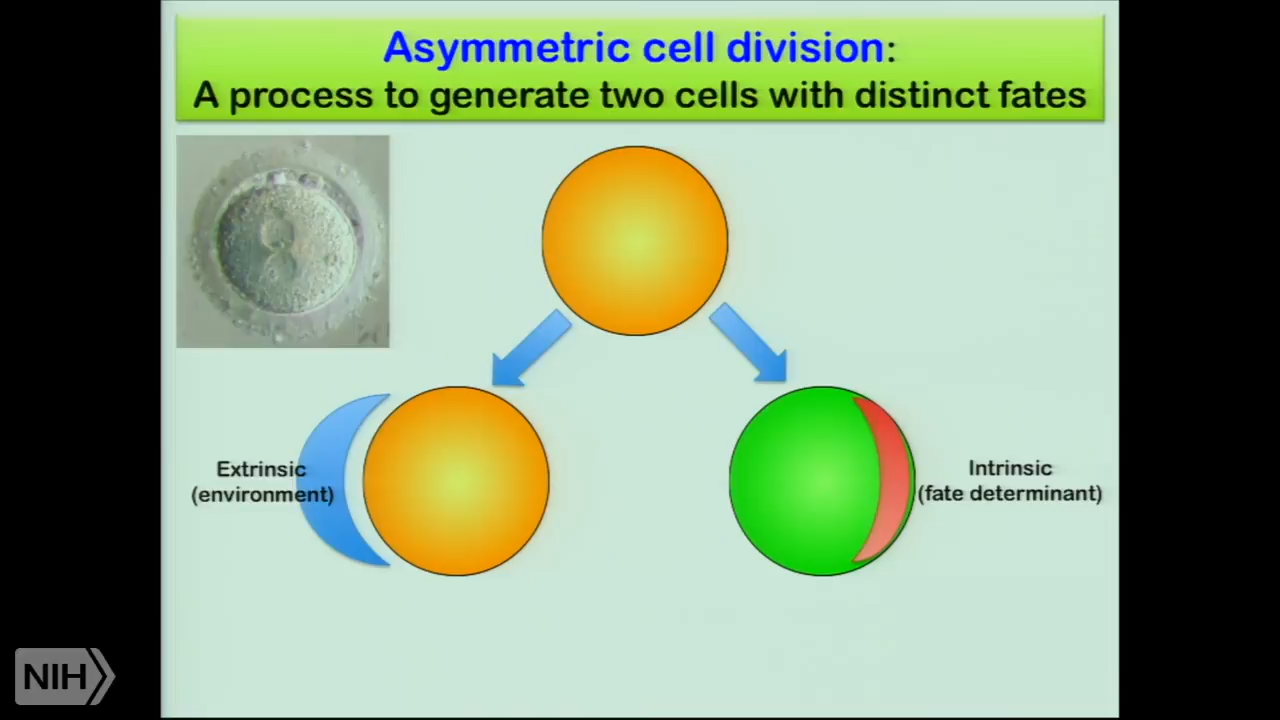 Asymmetric cell division:
A process to generate two cells with distinct fates
Extrinsic
(environment)
Intrinsic
(fate determinant)
NIH